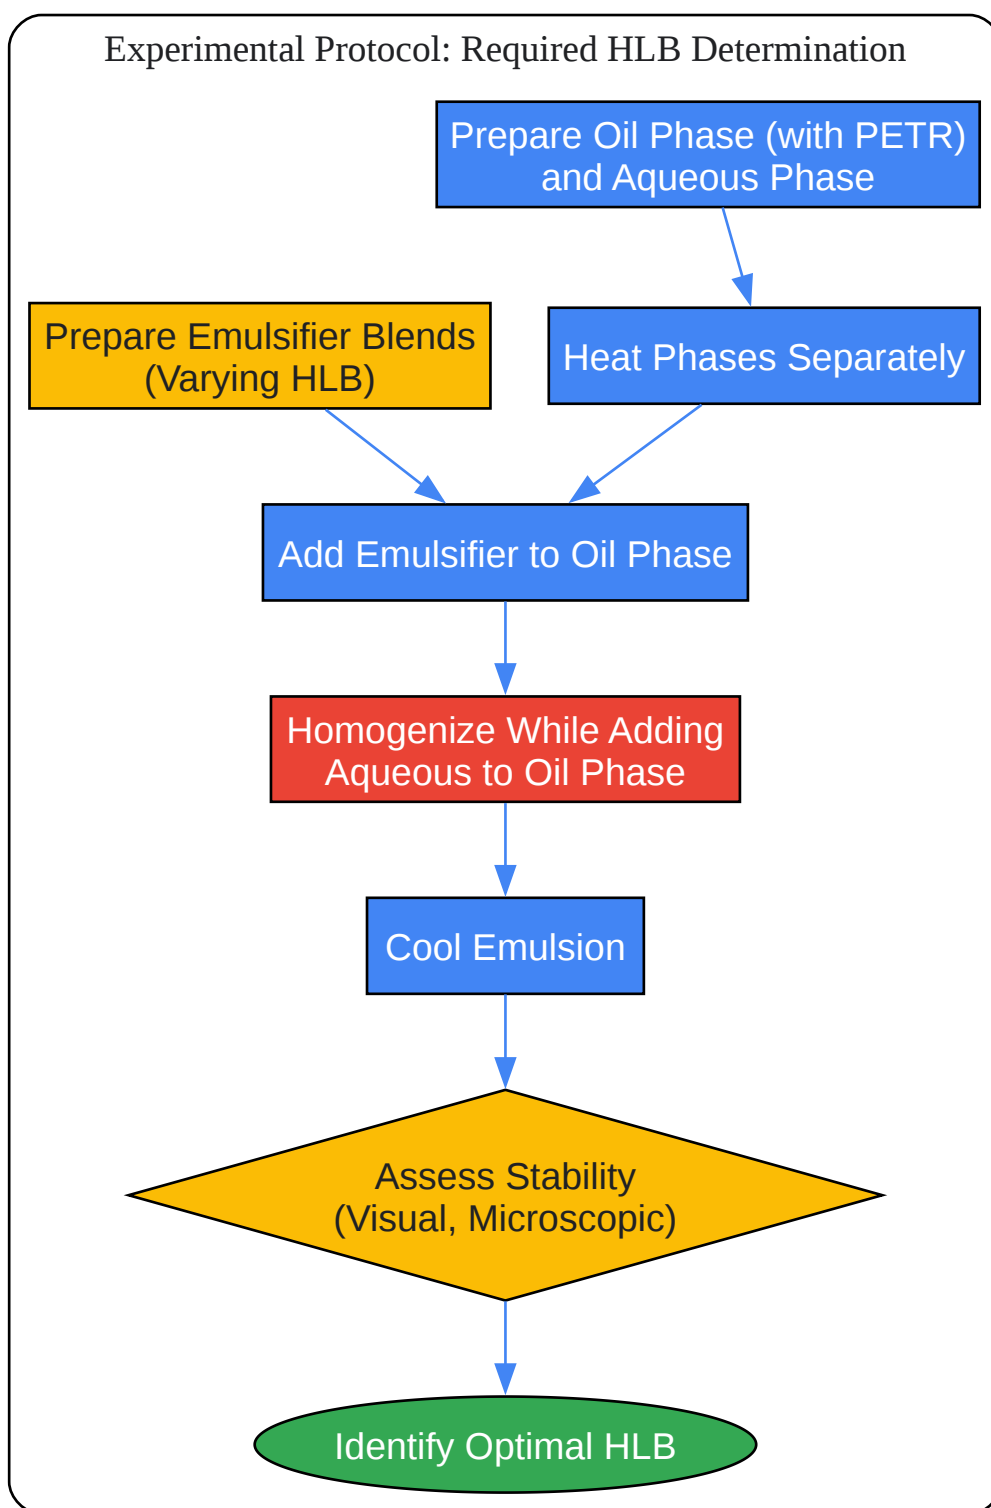 Experimental Protocol: Required HLB Determination
Prepare Oil Phase (with PETR)
and Aqueous Phase
Prepare Emulsifier Blends
(Varying HLB)
Heat Phases Separately
Add Emulsifier to Oil Phase
Homogenize While Adding
Aqueous to Oil Phase
Cool Emulsion
Assess Stability
(Visual, Microscopic)
Identify Optimal HLB